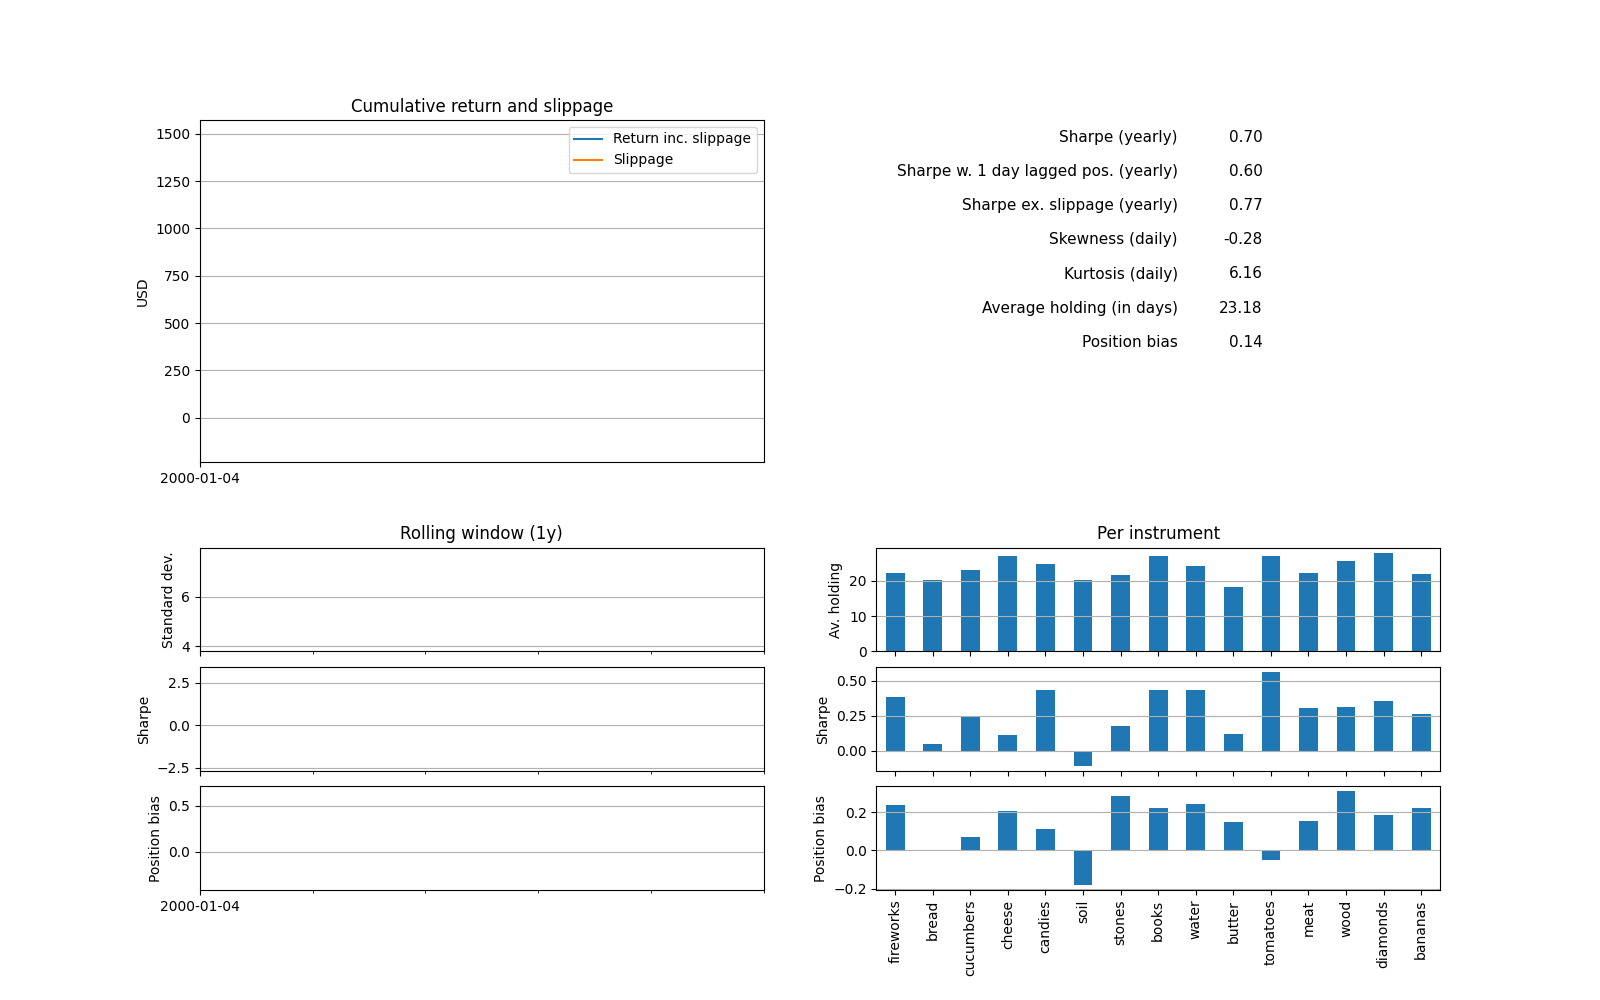 Cumulative return and slippage
1500
1250
1000
750
500
250
0
USD
Return inc. slippage
Slippage
2000-01-04
Sharpe (yearly) 0.70
Sharpe w. 1 day lagged pos. (yearly) 0.60
Sharpe ex. slippage (yearly) 0.77
Skewness (daily) -0.28
Kurtosis (daily) 6.16
Average holding (in days) 23.18
Position bias 0.14
Rolling window (1y)
Standard dev.
6
4
Sharpe
2.5
0.0
−2.5
Position bias
0.5
0.0
2000-01-04
Per instrument
Av. holding
20
10
0
Sharpe
0.50
0.25
0.00
Position bias
0.2
0.0
−0.2
fireworks
bread
cucumbers
cheese
candies
soil
stones
books
water
butter
tomatoes
meat
wood
diamonds
bananas